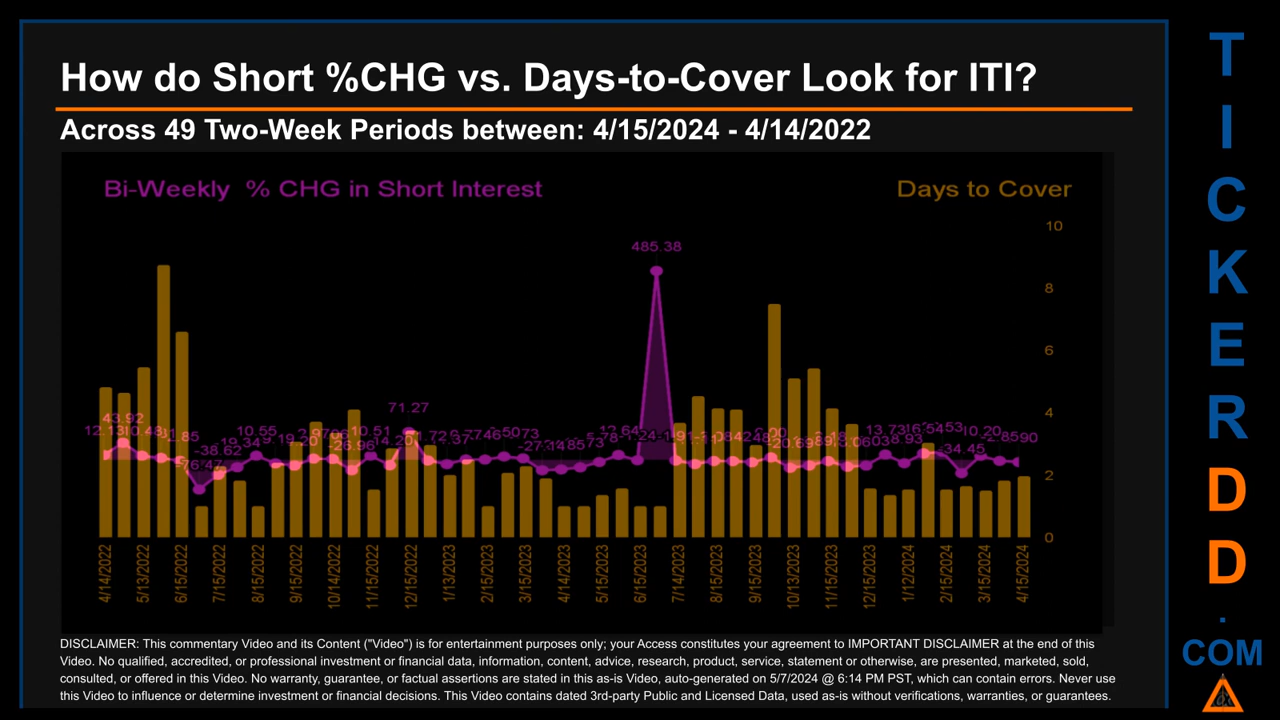 How do Short %CHG vs. Days-to-Cover Look for ITI?
Across 49 Two-Week Periods between: 4/15/2024 - 4/14/2022
Bi-Weekly % CHG in Short Interest
Days to Cover
10
8
6
4
2
0
485.38
71.27
43.92
10.55
10.51
-76.47
-38.62
-34.45
10.20
4/14/2022
5/13/2022
6/15/2022
7/15/2022
8/15/2022
9/15/2022
10/14/2022
11/15/2022
12/15/2022
1/13/2023
2/15/2023
3/15/2023
4/14/2023
5/15/2023
6/15/2023
7/14/2023
8/15/2023
9/15/2023
10/13/2023
11/15/2023
12/15/2023
1/12/2024
2/15/2024
3/15/2024
4/15/2024
DISCLAIMER: This commentary Video and its Content ("Video") is for entertainment purposes only; your Access constitutes your agreement to IMPORTANT DISCLAIMER at the end of this
Video. No qualified, accredited, or professional investment or financial data, information, content, advice, research, product, service, statement or otherwise, are presented, marketed, sold,
consulted, or offered in this Video. No warranty, guarantee, or factual assertions are stated in this as-is Video, auto-generated on 5/7/2024 @ 6:14 PM PST, which can contain errors. Never use
this Video to influence or determine investment or financial decisions. This Video contains dated 3rd-party Public and Licensed Data, used as-is without verifications, warranties, or guarantees.
T
I
C
K
E
R
D
D
.
COM